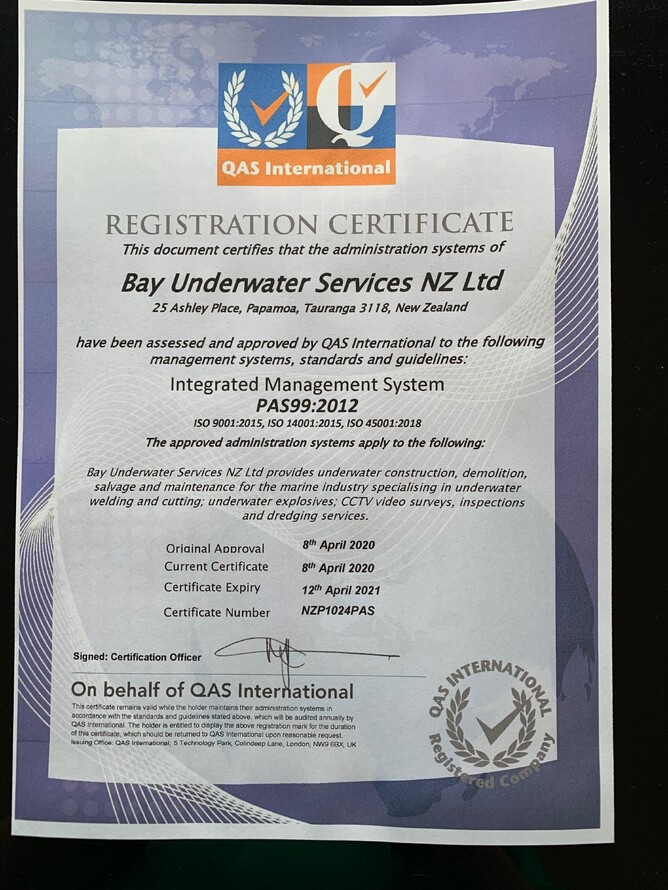 QAS International
REGISTRATION CERTIFICATE
This document certifies that the administration systems of
Bay Underwater Services NZ Ltd
25 Ashley Place, Papamoa, Tauranga 3118, New Zealand
have been assessed and approved by QAS International to the following
management systems, standards and guidelines:
Integrated Management System
PAS99:2012
ISO 9001:2015, ISO 14001:2015, ISO 45001:2018
The approved administration systems apply to the following:
Bay Underwater Services NZ Ltd provides underwater construction, demolition,
salvage and maintenance for the marine industry specialising in underwater
welding and cutting; underwater explosives; CCTV video surveys, inspections
and dredging services.
Original Approval 8th April 2020
Current Certificate 8th April 2020
Certificate Expiry 12th April 2021
Certificate Number NZP1024PAS
Signed: Certification Officer
On behalf of QAS International
This certificate remains valid while the holder maintains their administration systems in
accordance with the standards and guidelines stated above, which will be audited annually by
QAS International. The holder is entitled to display the above registration mark for the duration
of this certificate, which should be returned to QAS International upon reasonable request.
Issuing Office: QAS International, 5 Technology Park, Colindeep Lane, London, NW9 6BX, UK
QAS INTERNATIONAL
Registered Company